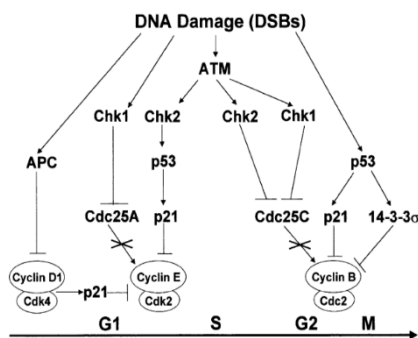 DNA Damage (DSBs)
ATM
Chk1 Chk2 Chk2 Chk1
APC p53 p53
Cdc25A p21 Cdc25C p21 14-3-3σ
Cyclin D1 Cyclin E Cyclin B
Cdk4 p21 Cdk2 Cdc2
G1 S G2 M